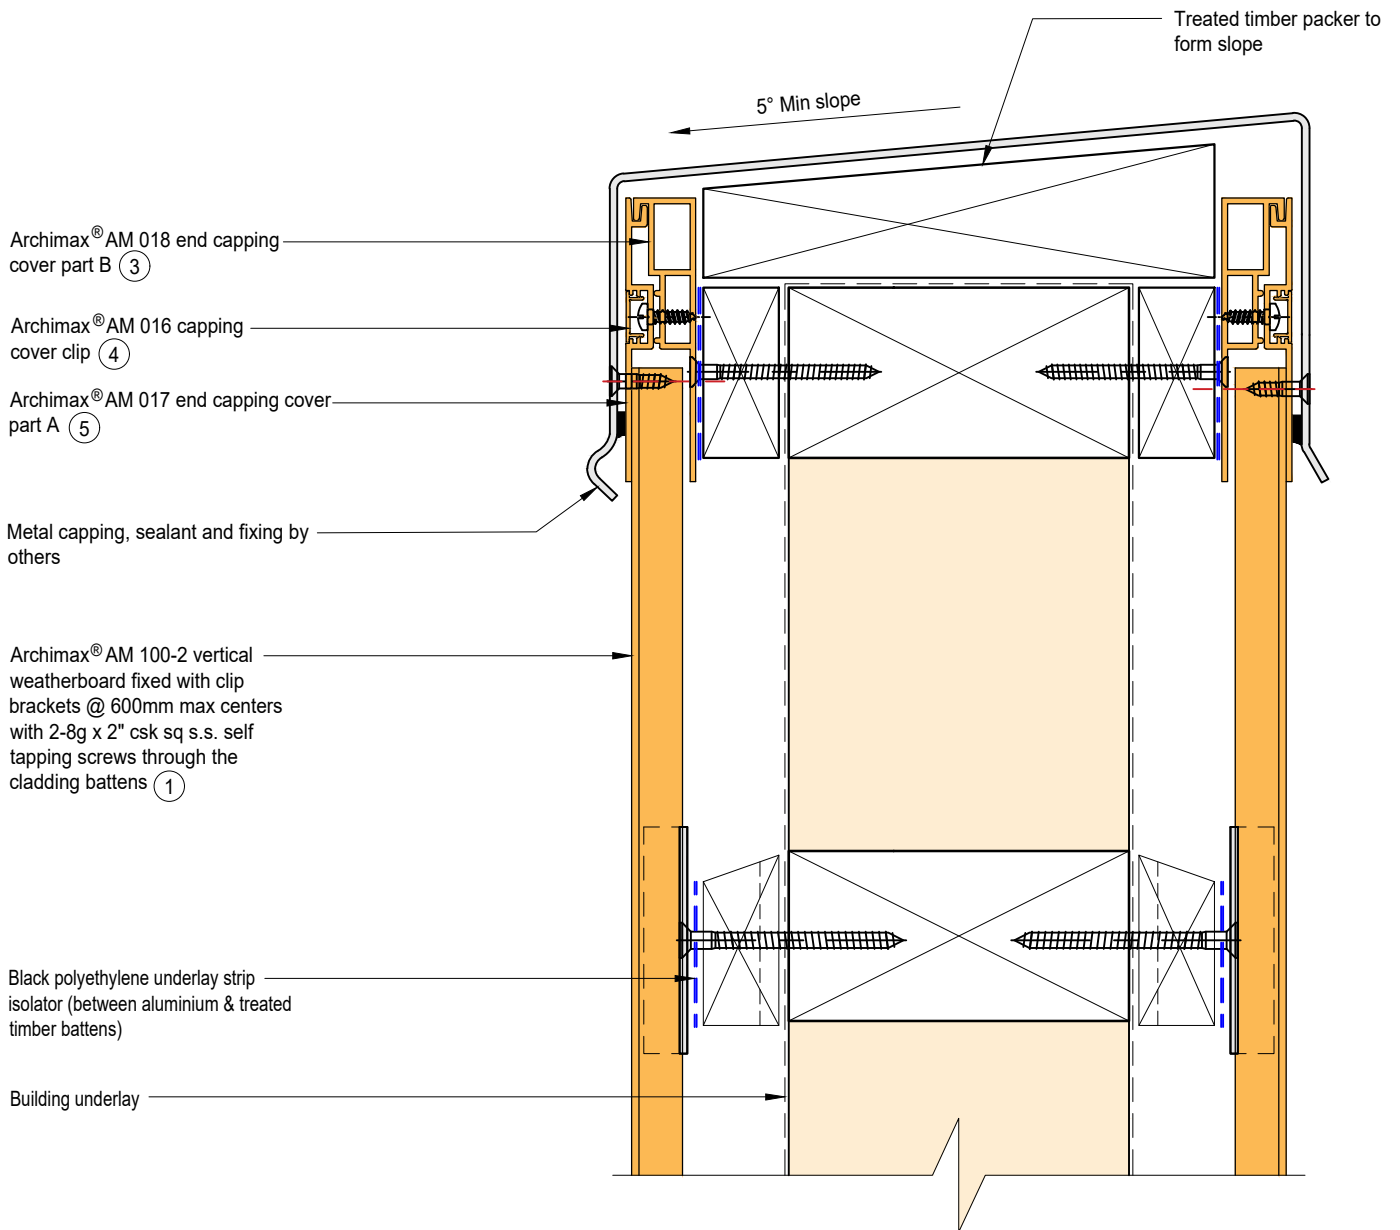 Treated timber packer to
form slope
5° Min slope
Archimax® AM 018 end capping
cover part B 3
Archimax® AM 016 capping
cover clip 4
Archimax® AM 017 end capping cover
part A 5
Metal capping, sealant and fixing by
others
Archimax® AM 100-2 vertical
weatherboard fixed with clip
brackets @ 600mm max centers
with 2-8g x 2" csk sq s.s. self
tapping screws through the
cladding battens 1
Black polyethylene underlay strip
isolator (between aluminium & treated
timber battens)
Building underlay